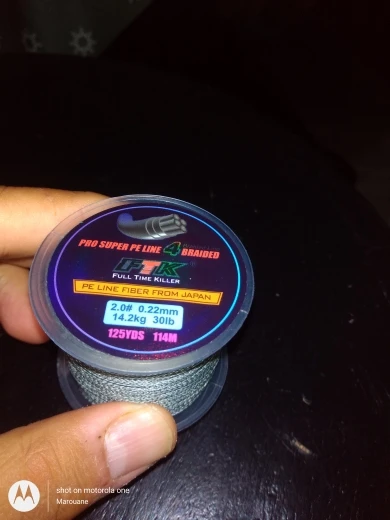 PRO SUPER PE LINE 4 BRAIDED
FTK
FULL TIME KILLER
PE LINE FIBER FROM JAPAN
2.0# 0.22mm
14.2kg 30lb
125YDS 114M
shot on motorola one
Marouane